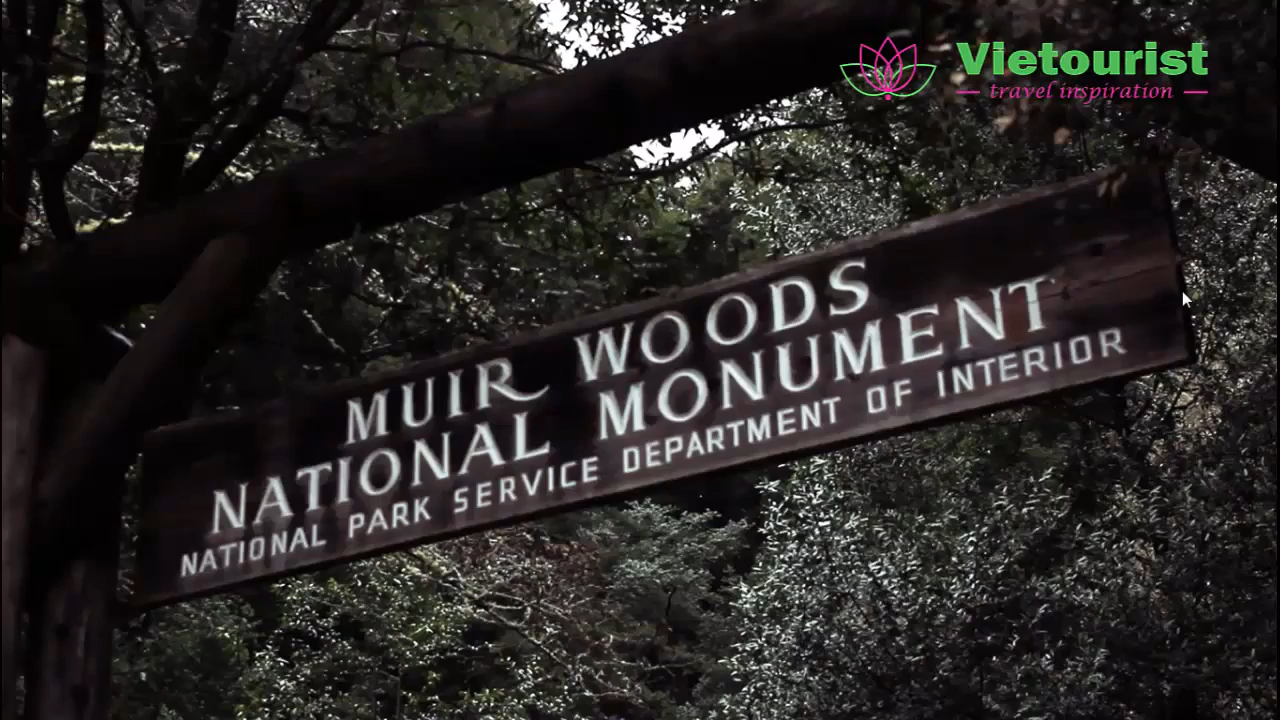 Vietourist
travel inspiration
MUIR WOODS
NATIONAL MONUMENT
NATIONAL PARK SERVICE DEPARTMENT OF INTERIOR